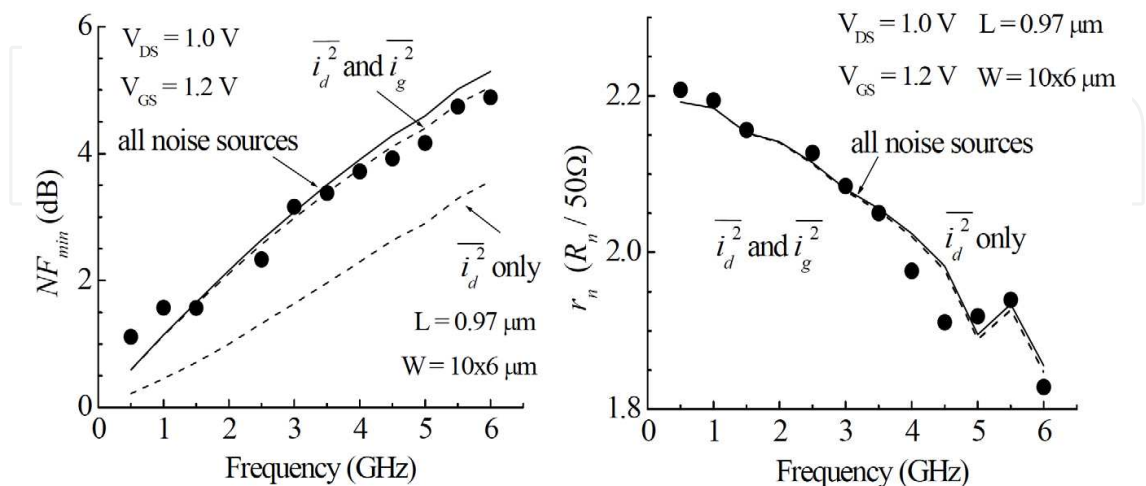 6
V_DS = 1.0 V
i_d^2 and i_g^2
V_GS = 1.2 V
all noise sources
4
NF_min (dB)
2
i_d^2 only
L = 0.97 μm
W = 10x6 μm
0
0 1 2 3 4 5 6
Frequency (GHz)
V_DS = 1.0 V L = 0.97 μm
V_GS = 1.2 V W = 10x6 μm
2.2
all noise sources
r_n (R_n / 50Ω)
i_d^2 and i_g^2
i_d^2 only
2.0
1.8
0 1 2 3 4 5 6
Frequency (GHz)